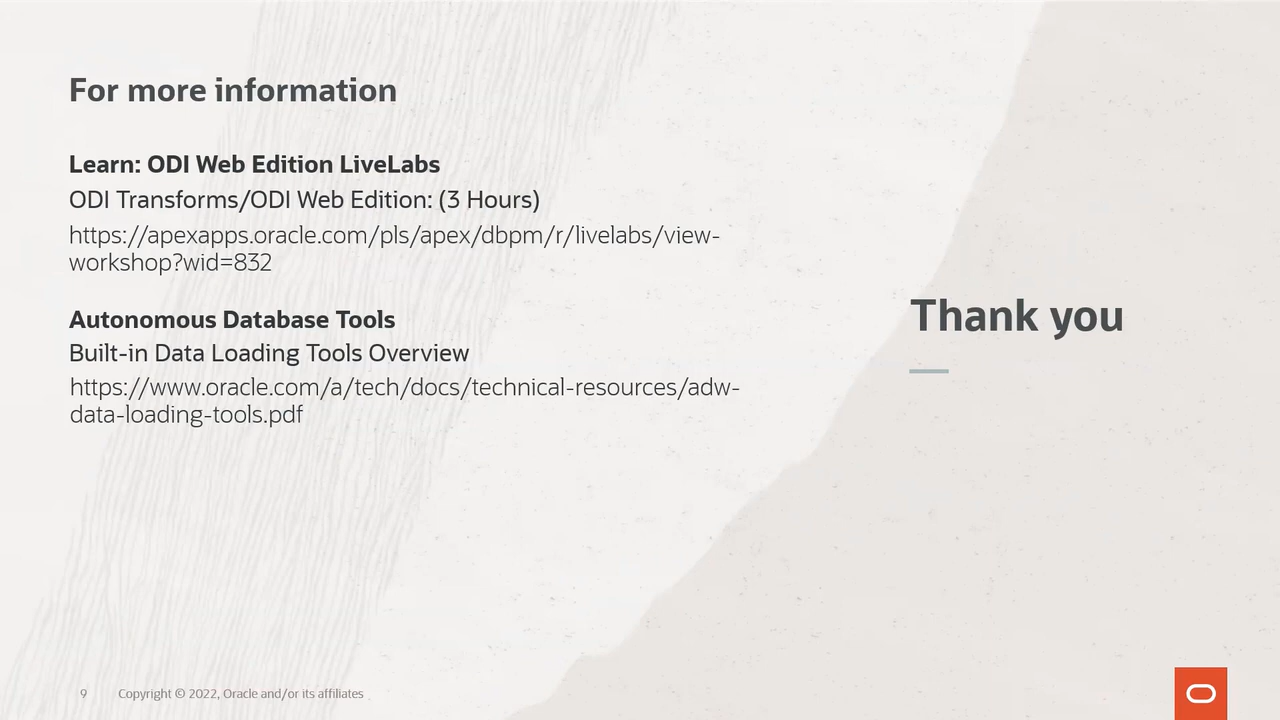 For more information
Learn: ODI Web Edition LiveLabs
ODI Transforms/ODI Web Edition: (3 Hours)
https://apexapps.oracle.com/pls/apex/dbpm/r/livelabs/view-
workshop?wid=832
Autonomous Database Tools
Built-in Data Loading Tools Overview
https://www.oracle.com/a/tech/docs/technical-resources/adw-
data-loading-tools.pdf
Thank you
9 Copyright © 2022, Oracle and/or its affiliates